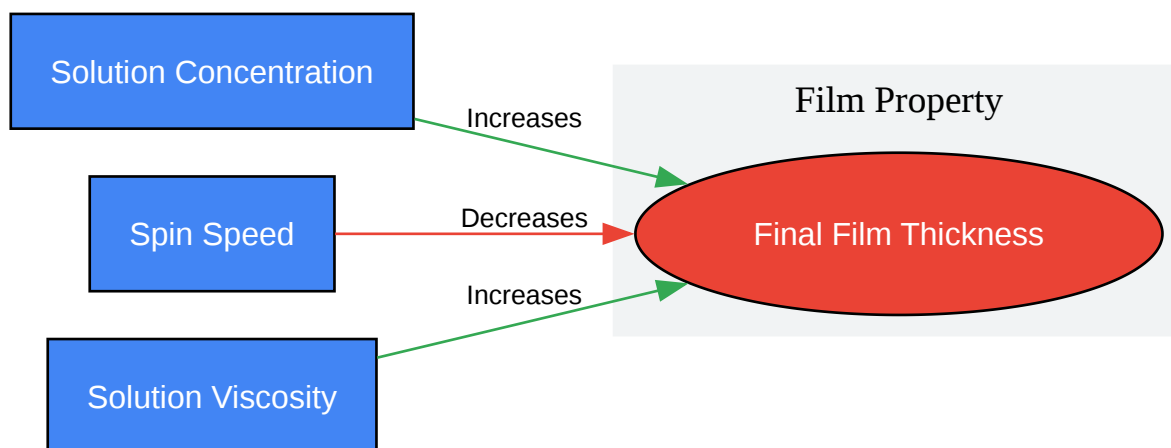 Solution Concentration
Increases
Film Property
Spin Speed
Decreases
Final Film Thickness
Increases
Solution Viscosity